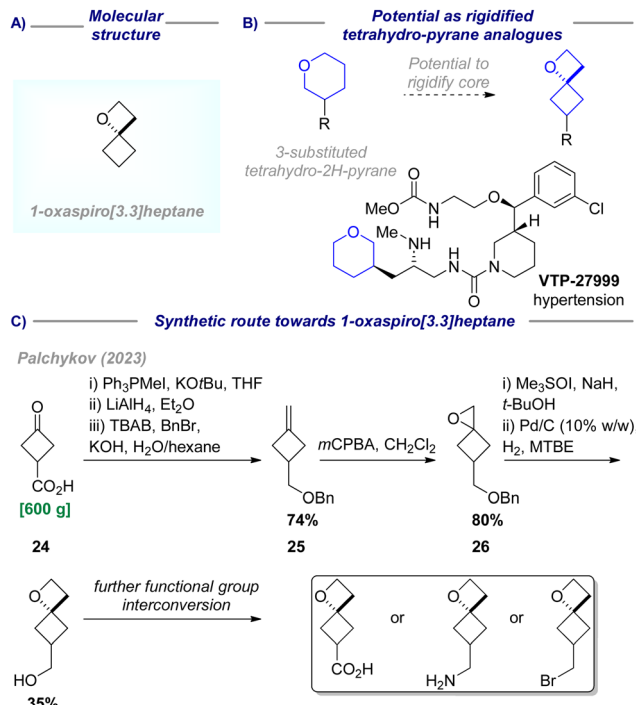 A) Molecular
structure
O
1-oxaspiro[3.3]heptane
B) Potential as rigidified
tetrahydro-pyrane analogues
O
R
Potential to
rigidify core
O
R
3-substituted
tetrahydro-2H-pyrane
O
MeO
N
H
O
Cl
H
O
MeN
NH
H
N
N
O
VTP-27999
hypertension
C) Synthetic route towards 1-oxaspiro[3.3]heptane
Palchykov (2023)
O
CO2H
[600 g]
24
i) Ph3PMeI, KOtBu, THF
ii) LiAlH4, Et2O
iii) TBAB, BnBr,
KOH, H2O/hexane
OBn
74%
25
mCPBA, CH2Cl2
O
OBn
80%
26
i) Me3SOI, NaH,
t-BuOH
ii) Pd/C (10% w/w)
H2, MTBE
O
HO
35%
further functional group
interconversion
O
CO2H
or
O
H2N
or
O
Br